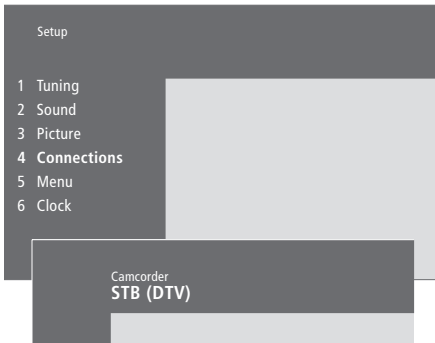 Setup
1 Tuning
2 Sound
3 Picture
4 Connections
5 Menu
6 Clock
Camcorder
STB (DTV)